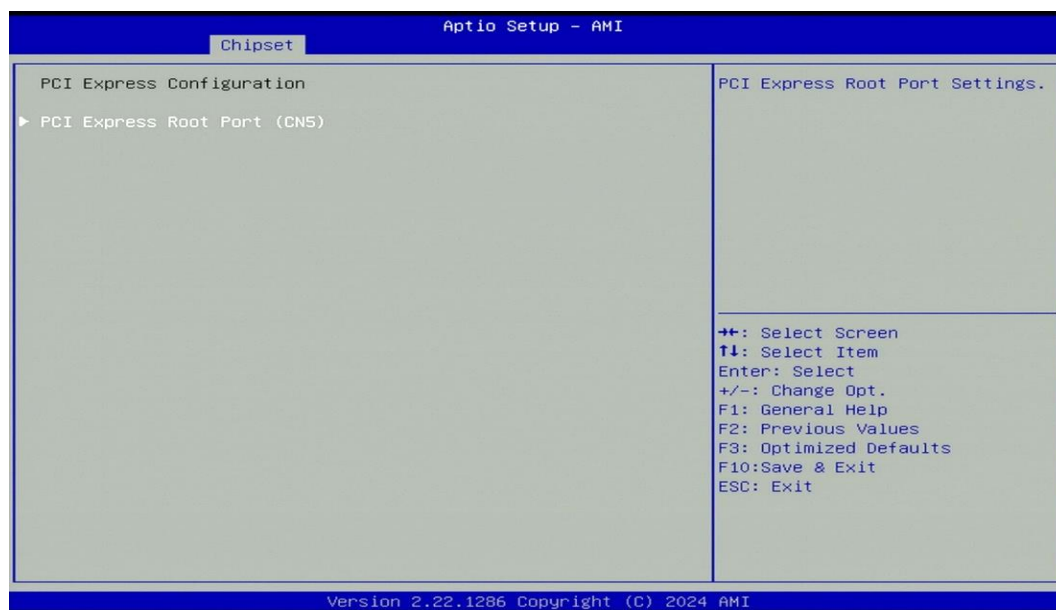 Aptio Setup - AMI
Chipset
PCI Express Configuration
PCI Express Root Port (CN5)
PCI Express Root Port Settings.
→←: Select Screen
↑↓: Select Item
Enter: Select
+/-: Change Opt.
F1: General Help
F2: Previous Values
F3: Optimized Defaults
F10:Save & Exit
ESC: Exit
Version 2.22.1286 Copyright (C) 2024 AMI